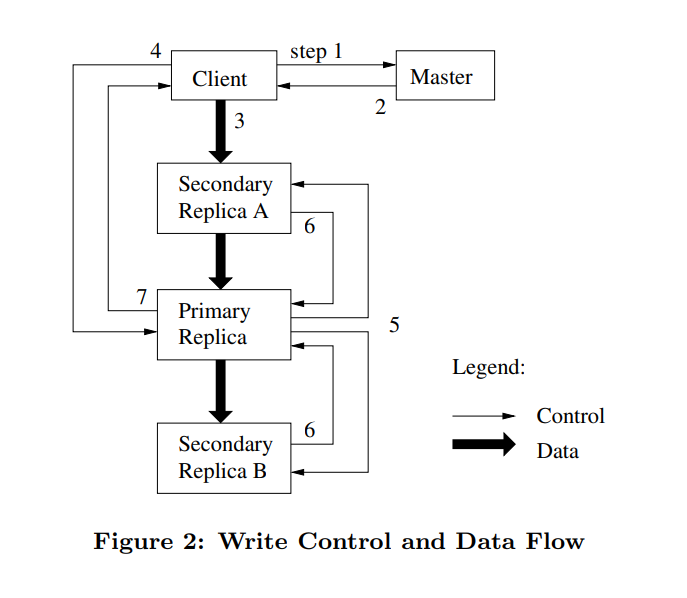 4
step 1
Client
Master
2
3
Secondary
Replica A
6
7
Primary
Replica
5
Legend:
Control
6
Secondary
Replica B
Data
Figure 2: Write Control and Data Flow